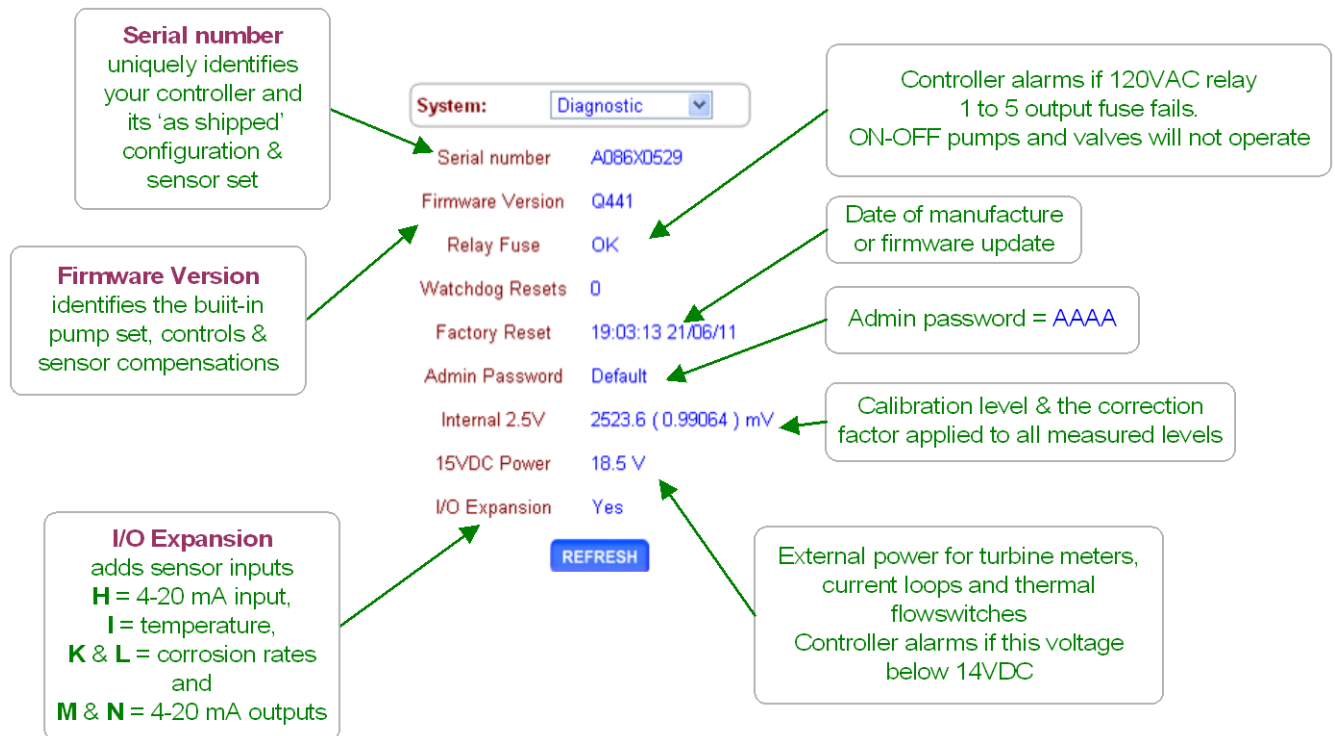 Serial number
uniquely identifies
your controller and
its 'as shipped'
configuration &
sensor set
Firmware Version
identifies the buiit-in
pump set, controls &
sensor compensations
I/O Expansion
adds sensor inputs
H = 4-20 mA input,
I = temperature,
K & L = corrosion rates
and
M & N = 4-20 mA outputs
System: Diagnostic
Serial number A086X0529
Firmware Version Q441
Relay Fuse OK
Watchdog Resets 0
Factory Reset 19:03:13 21/06/11
Admin Password Default
Internal 2.5V 2523.6 ( 0.99064 ) mV
15VDC Power 18.5 V
I/O Expansion Yes
REFRESH
Controller alarms if 120VAC relay
1 to 5 output fuse fails.
ON-OFF pumps and valves will not operate
Date of manufacture
or firmware update
Admin password = AAAA
Calibration level & the correction
factor applied to all measured levels
External power for turbine meters,
current loops and thermal
flowswitches
Controller alarms if this voltage
below 14VDC